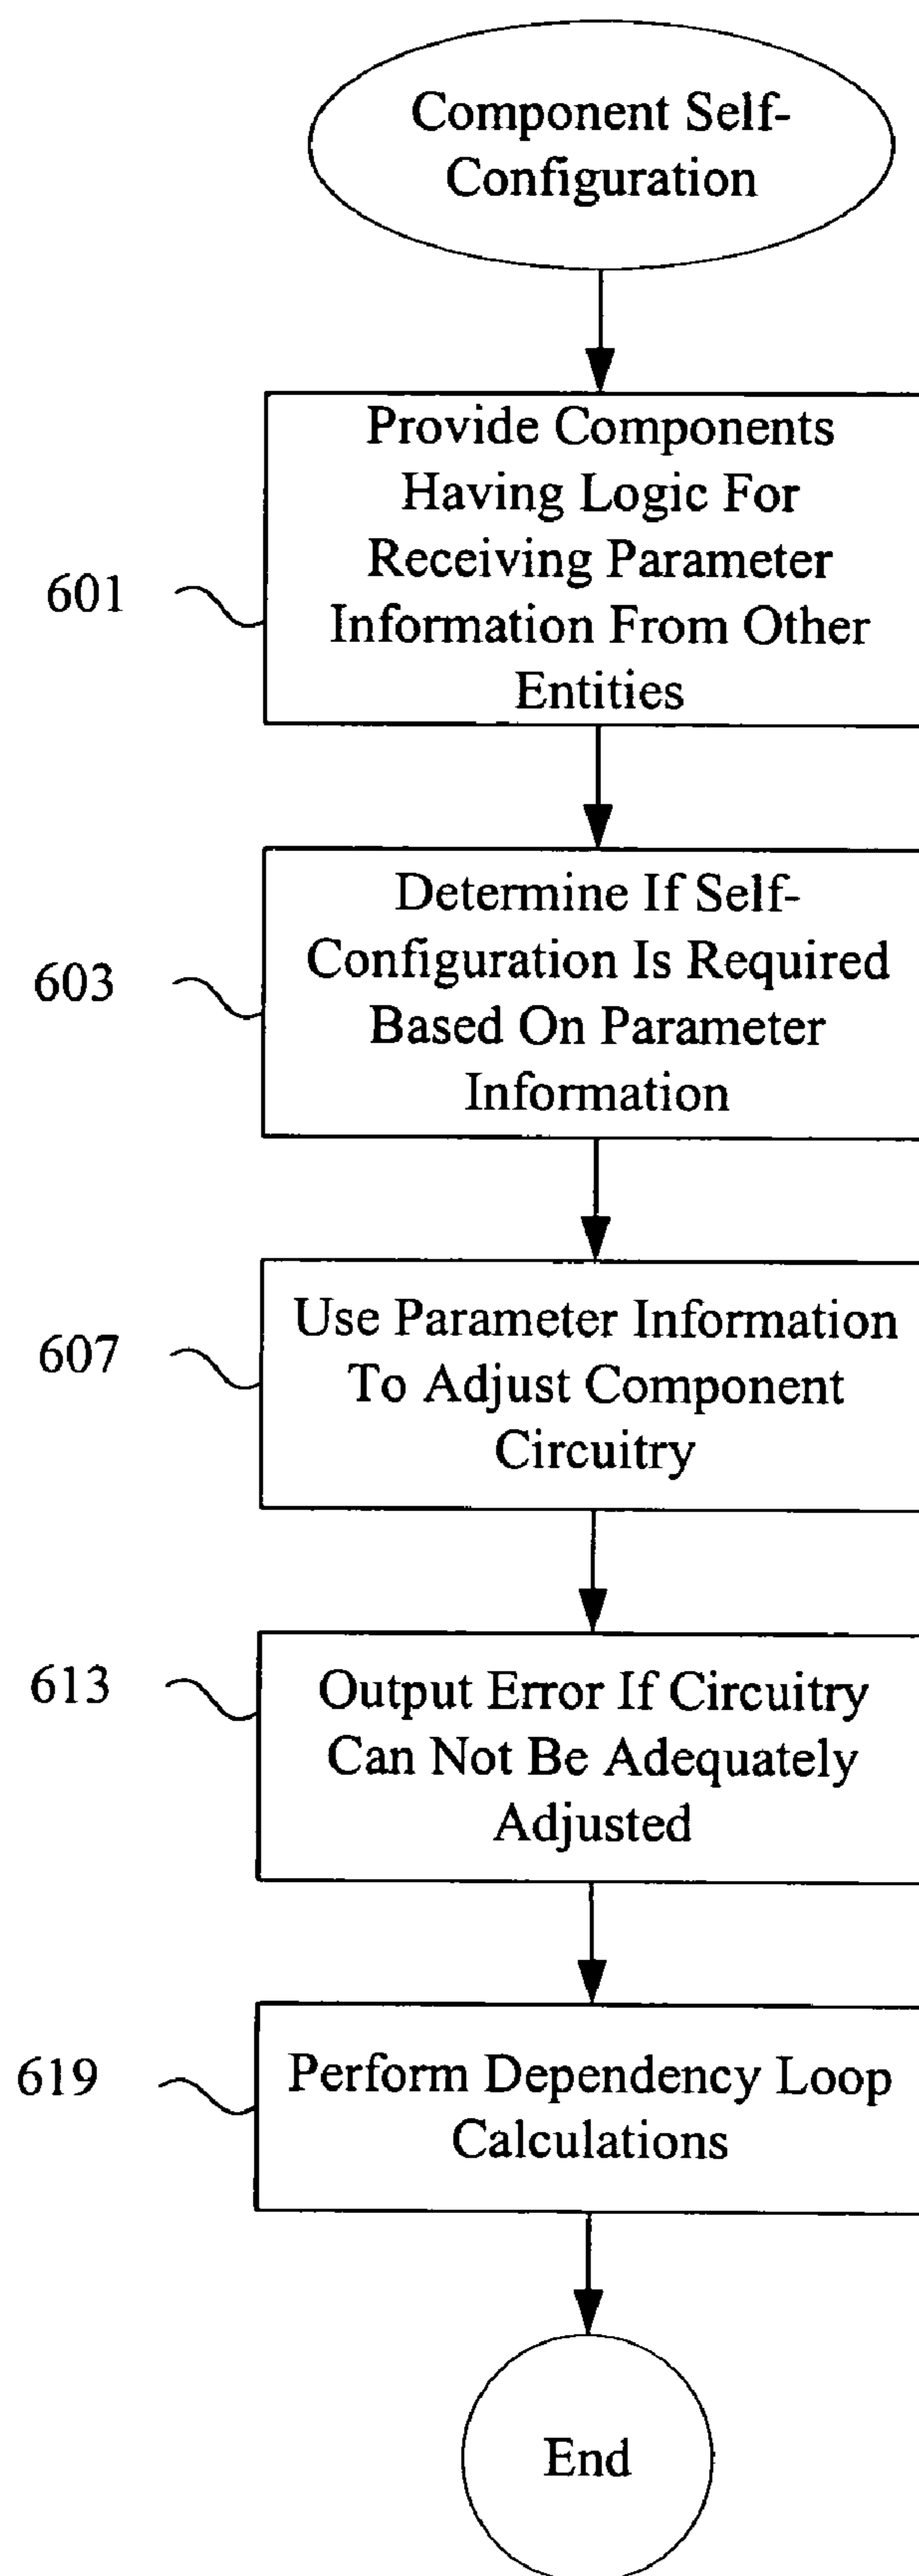 Component Self-
Configuration
Provide Components
Having Logic For
Receiving Parameter
Information From Other
Entities
601
Determine If Self-
Configuration Is Required
Based On Parameter
Information
603
Use Parameter Information
To Adjust Component
Circuitry
607
Output Error If Circuitry
Can Not Be Adequately
Adjusted
613
Perform Dependency Loop
Calculations
619
End